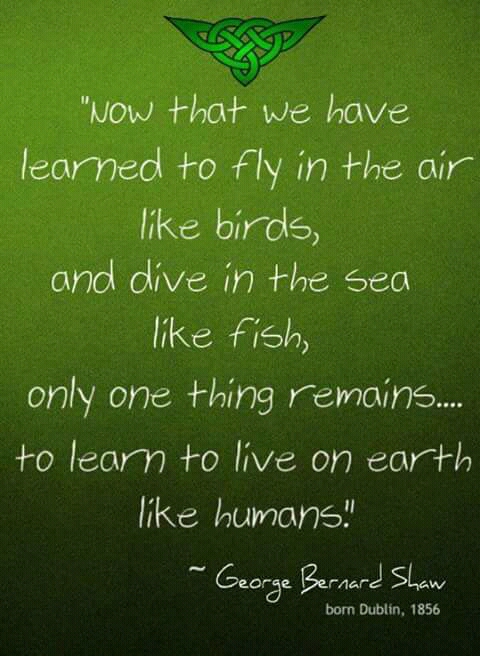 "Now that we have
learned to fly in the air
like birds,
and dive in the sea
like fish,
only one thing remains....
to learn to live on earth
like humans."
~ George Bernard Shaw
born Dublin, 1856